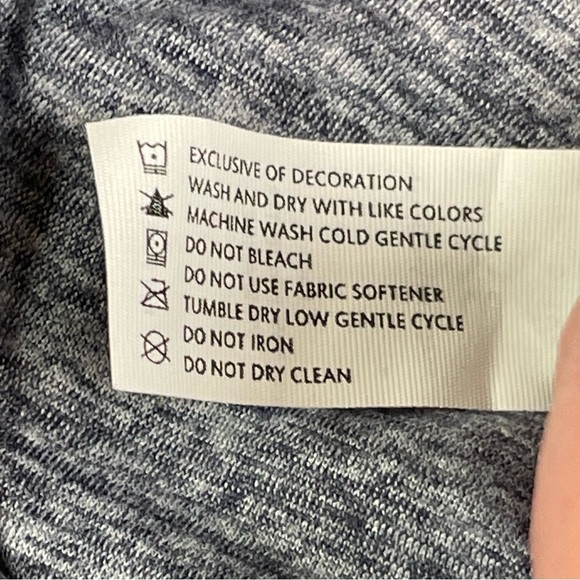 EXCLUSIVE OF DECORATION
WASH AND DRY WITH LIKE COLORS
MACHINE WASH COLD GENTLE CYCLE
DO NOT BLEACH
DO NOT USE FABRIC SOFTENER
TUMBLE DRY LOW GENTLE CYCLE
DO NOT IRON
DO NOT DRY CLEAN